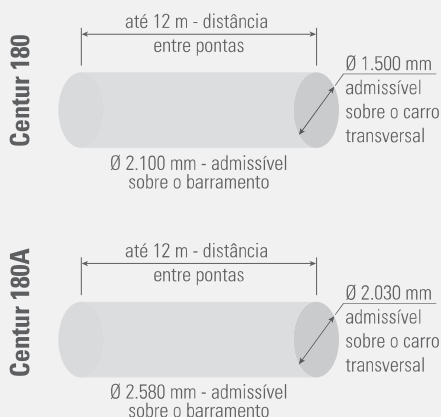 Centur 180
até 12 m - distância
entre pontas
Ø 1.500 mm
admissível
sobre o carro
transversal
Ø 2.100 mm - admissível
sobre o barramento
Centur 180A
até 12 m - distância
entre pontas
Ø 2.030 mm
admissível
sobre o carro
transversal
Ø 2.580 mm - admissível
sobre o barramento